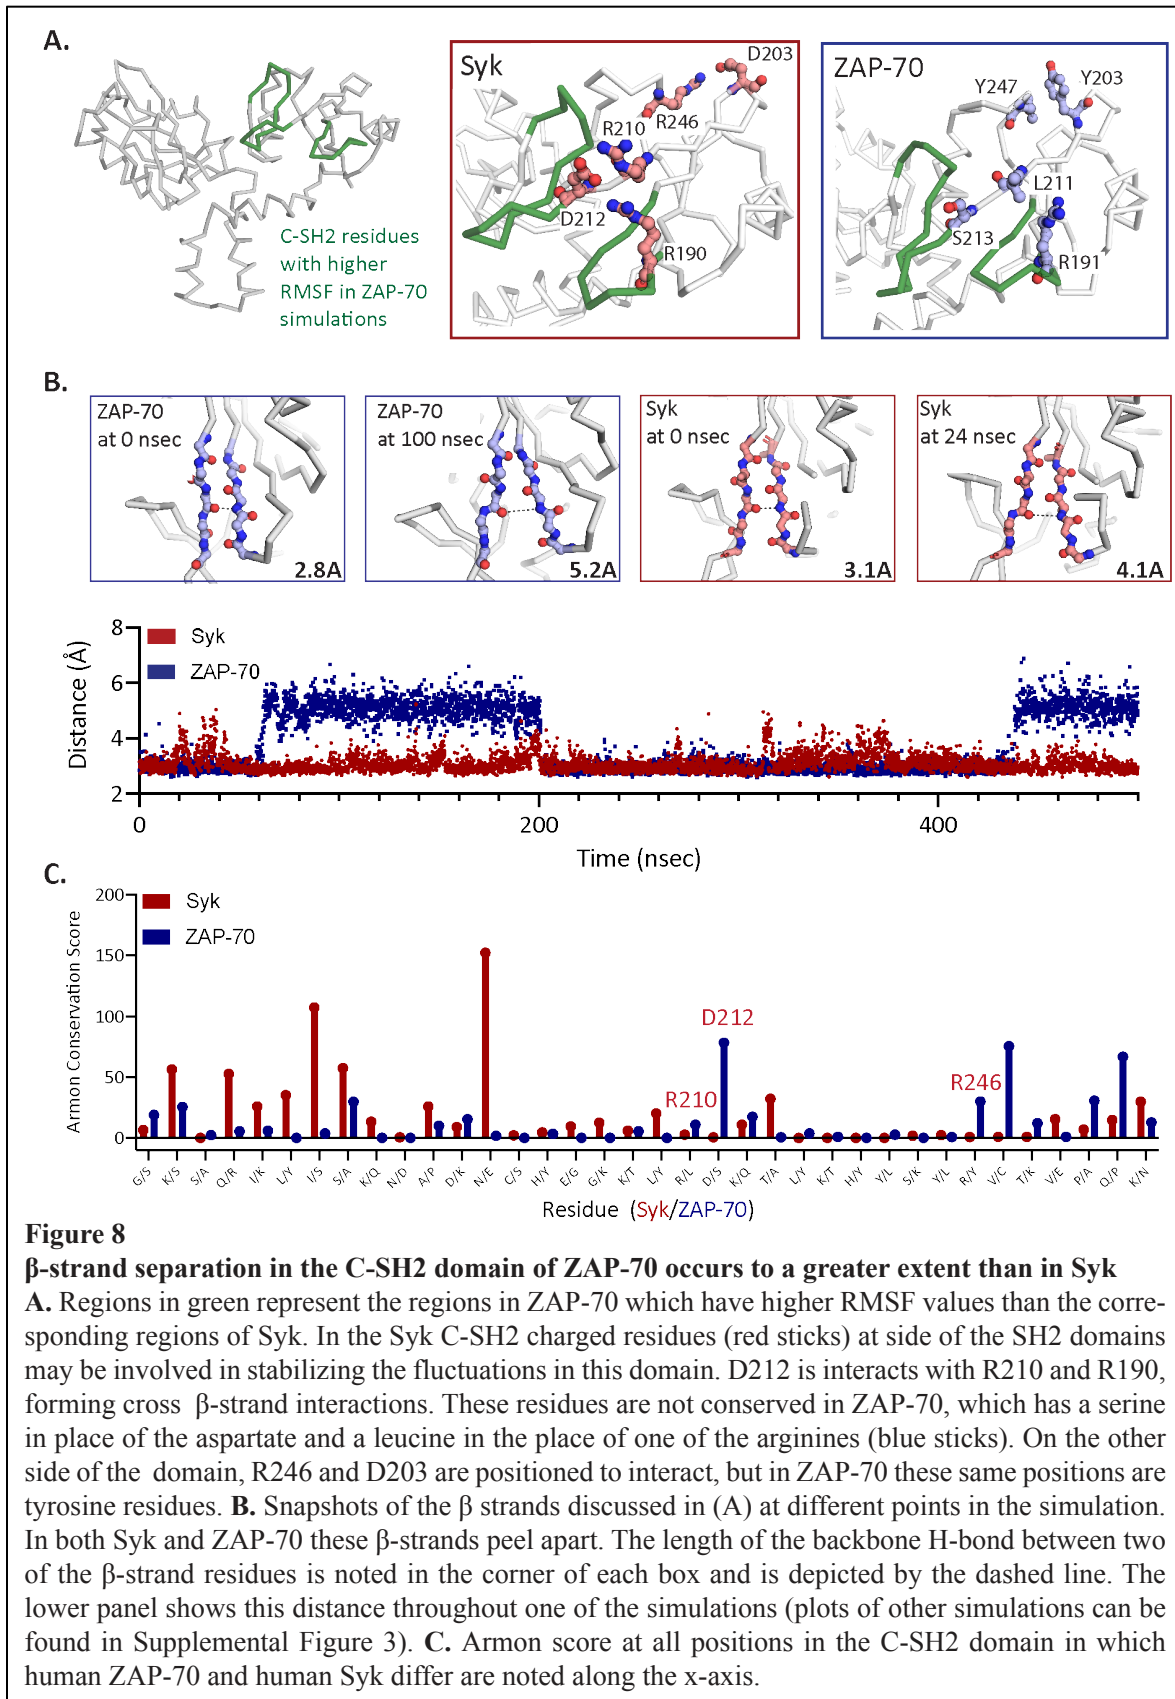 A.
C-SH2 residues
with higher
RMSF in ZAP-70
simulations
Syk
D203
R246
R210
D212
R190
ZAP-70
Y247
Y203
L211
S213
R191
B.
ZAP-70
at 0 nsec
2.8A
ZAP-70
at 100 nsec
5.2A
Syk
at 0 nsec
3.1A
Syk
at 24 nsec
4.1A
Syk
ZAP-70
Distance (Å)
8
6
4
2
0
200
400
Time (nsec)
C.
Syk
ZAP-70
Armon Conservation Score
200
150
100
50
0
D212
R210
R246
G/S
K/S
S/A
Q/R
I/K
L/Y
I/S
S/A
K/Q
N/D
A/P
D/K
N/E
C/S
H/Y
E/G
G/K
K/T
L/Y
R/L
D/S
K/Q
T/A
L/Y
K/T
H/Y
Y/L
S/K
Y/L
R/Y
V/C
T/K
V/E
P/A
Q/P
K/N
Residue (Syk/ZAP-70)
Figure 8
β-strand separation in the C-SH2 domain of ZAP-70 occurs to a greater extent than in Syk
A. Regions in green represent the regions in ZAP-70 which have higher RMSF values than the corre-
sponding regions of Syk. In the Syk C-SH2 charged residues (red sticks) at side of the SH2 domains
may be involved in stabilizing the fluctuations in this domain. D212 is interacts with R210 and R190,
forming cross β-strand interactions. These residues are not conserved in ZAP-70, which has a serine
in place of the aspartate and a leucine in the place of one of the arginines (blue sticks). On the other
side of the domain, R246 and D203 are positioned to interact, but in ZAP-70 these same positions are
tyrosine residues. B. Snapshots of the β strands discussed in (A) at different points in the simulation.
In both Syk and ZAP-70 these β-strands peel apart. The length of the backbone H-bond between two
of the β-strand residues is noted in the corner of each box and is depicted by the dashed line. The
lower panel shows this distance throughout one of the simulations (plots of other simulations can be
found in Supplemental Figure 3). C. Armon score at all positions in the C-SH2 domain in which
human ZAP-70 and human Syk differ are noted along the x-axis.